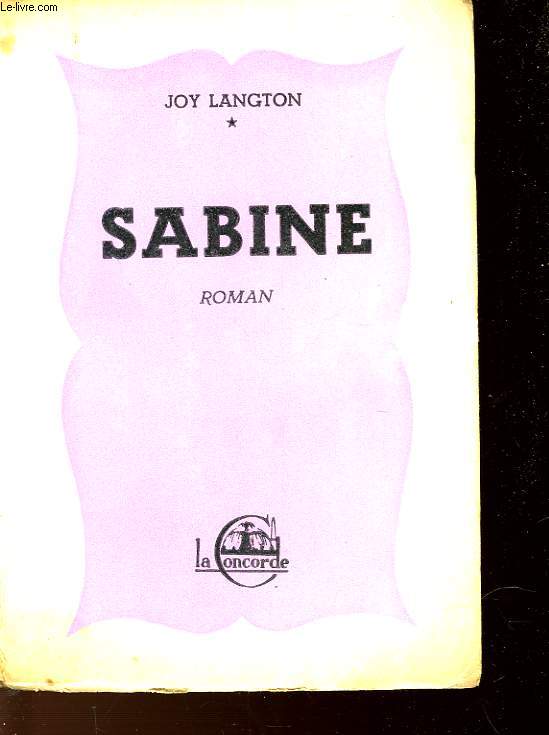 Le-livre.com
JOY LANGTON
★
SABINE
ROMAN
la Concorde